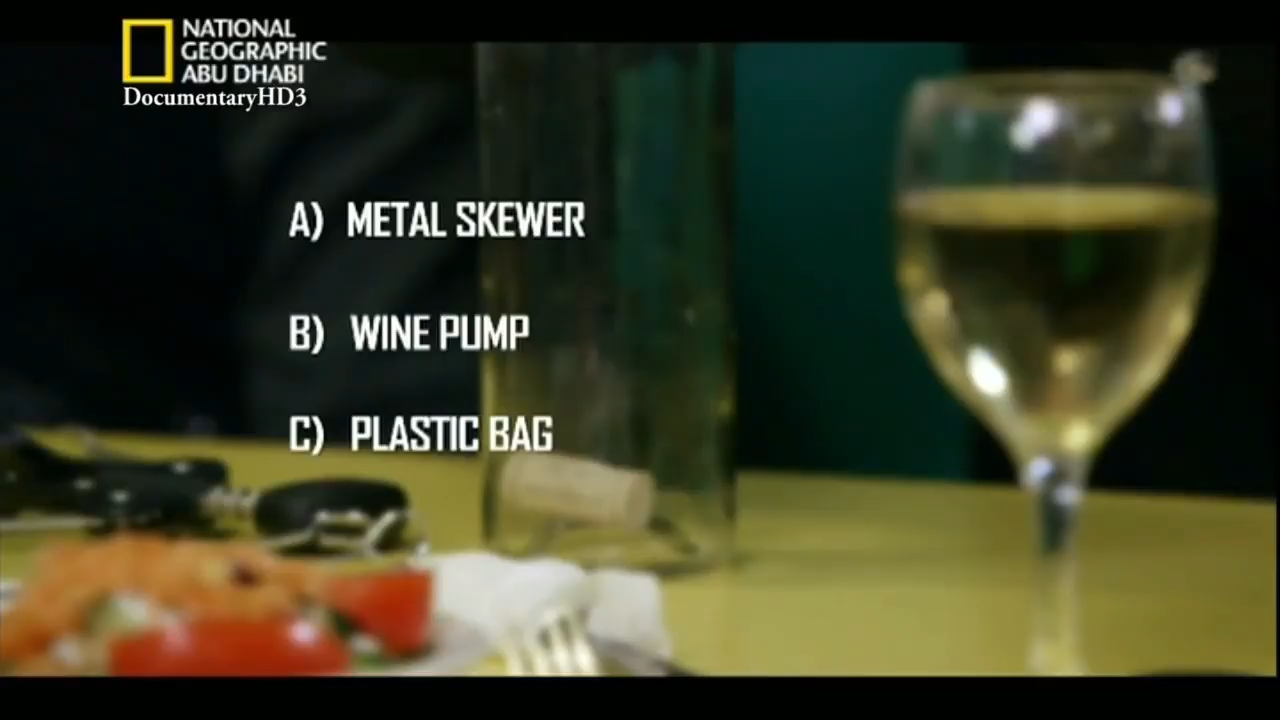 NATIONAL
GEOGRAPHIC
ABU DHABI
DocumentaryHD3
A) METAL SKEWER
B) WINE PUMP
C) PLASTIC BAG